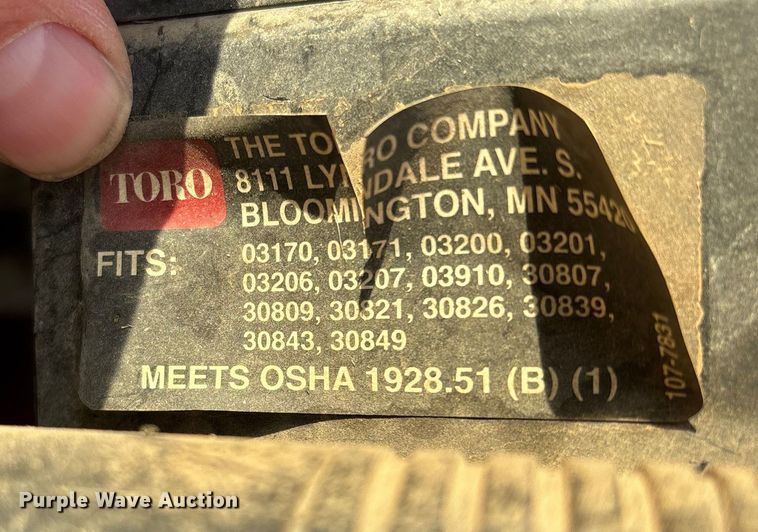 TORO
THE TORO COMPANY
8111 LYNDALE AVE. S.
BLOOMINGTON, MN 55420
FITS:
03170, 03171, 03200, 03201,
03206, 03207, 03910, 30807,
30809, 30321, 30826, 30839,
30843, 30849
MEETS OSHA 1928.51 (B) (1)
107-7831
Purple Wave Auction